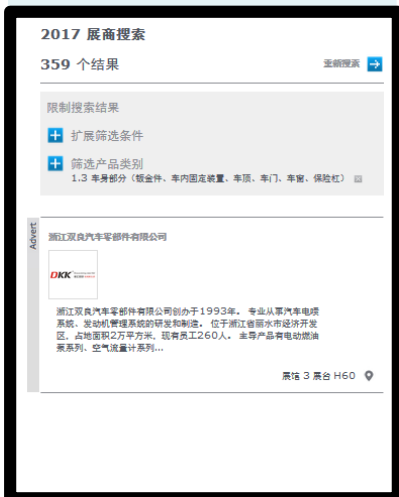 2017 展商搜索
359 个结果
重新搜索
限制搜索结果
扩展筛选条件
筛选产品类别
1.3 车身部分（钣金件、车内固定装置、车顶、车门、车窗、保险杠）
Advert
浙江双良汽车零部件有限公司
DKK
浙江双良汽车零部件有限公司创办于1993年。 专业从事汽车电喷
系统、发动机管理系统的研发和制造。 位于浙江省丽水市经济开发
区，占地面积2万平方米，现有员工260人。 主导产品有电动燃油
泵系列、空气流量计系列...
展馆 3 展台 H60